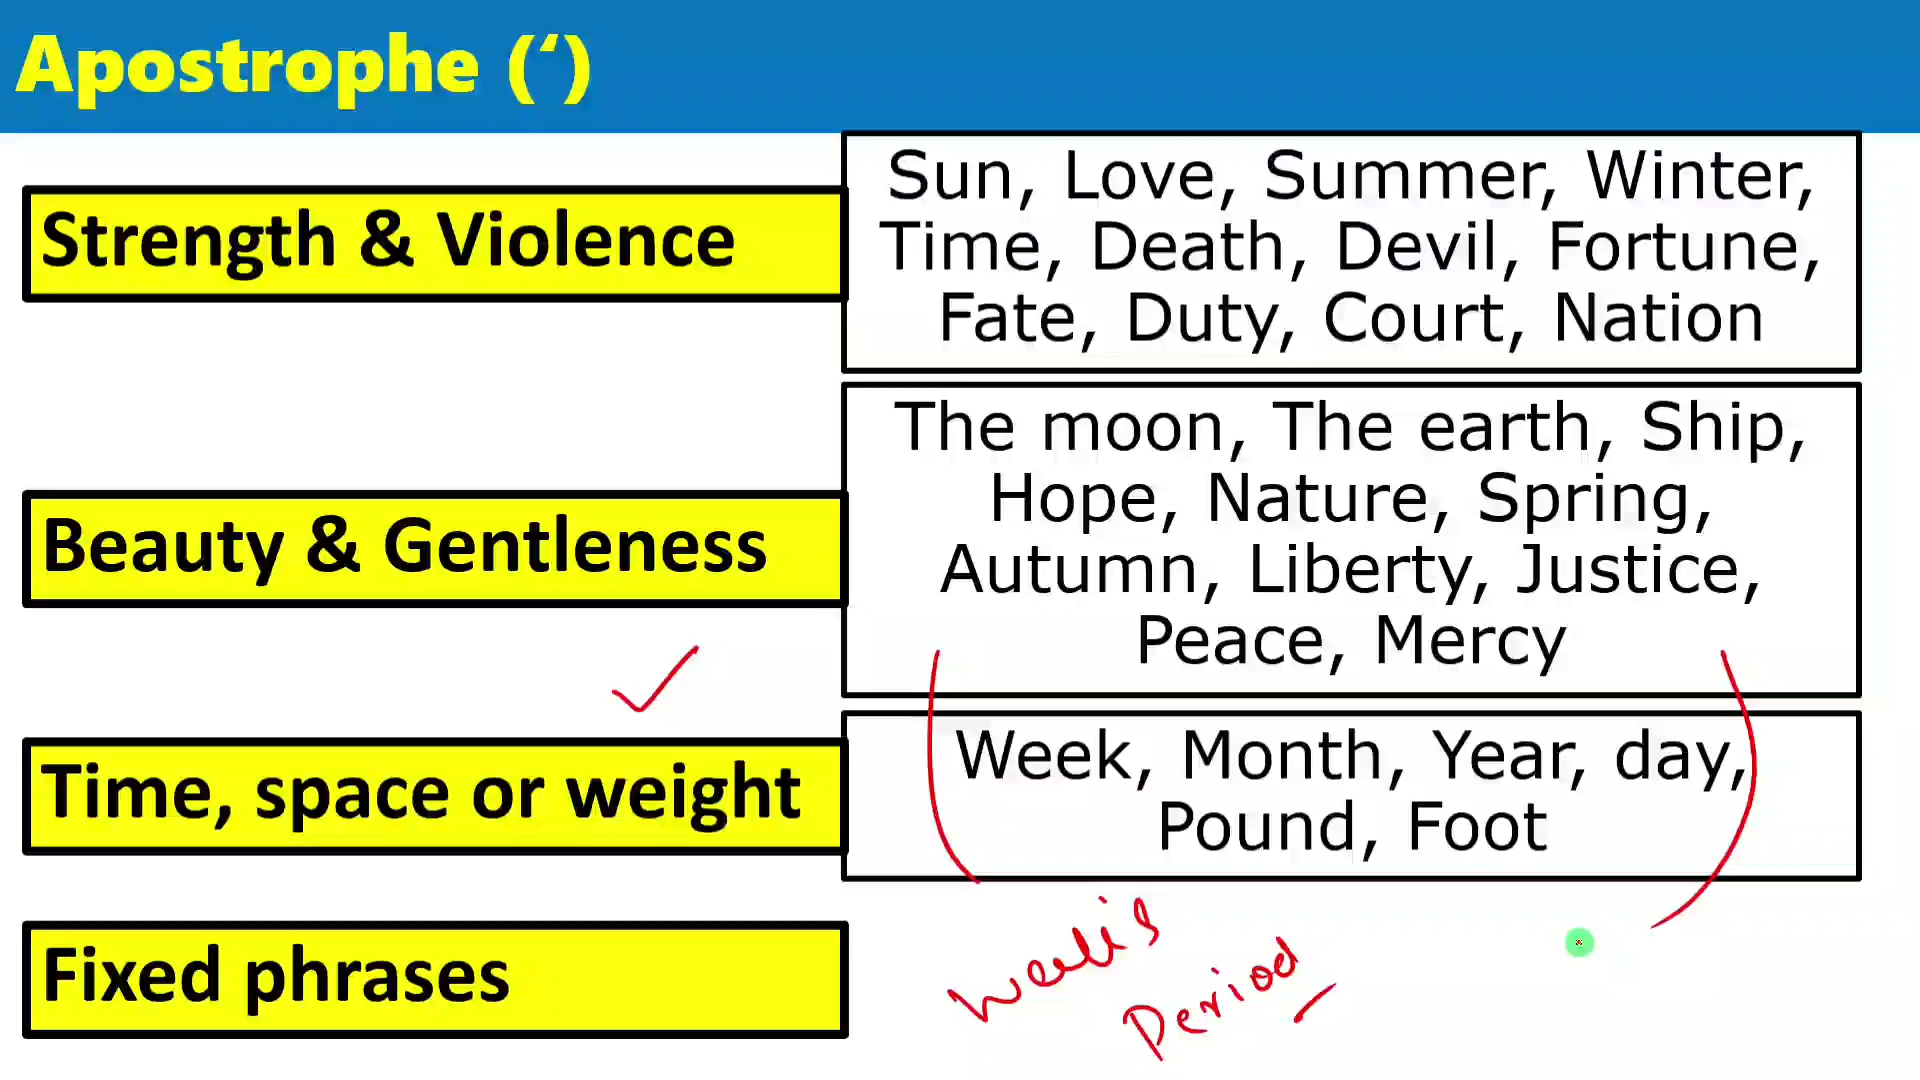 Apostrophe (‘)
Strength & Violence
Sun, Love, Summer, Winter,
Time, Death, Devil, Fortune,
Fate, Duty, Court, Nation
Beauty & Gentleness
The moon, The earth, Ship,
Hope, Nature, Spring,
Autumn, Liberty, Justice,
Peace, Mercy
Time, space or weight
Week, Month, Year, day,
Pound, Foot
Fixed phrases
Week's
Period